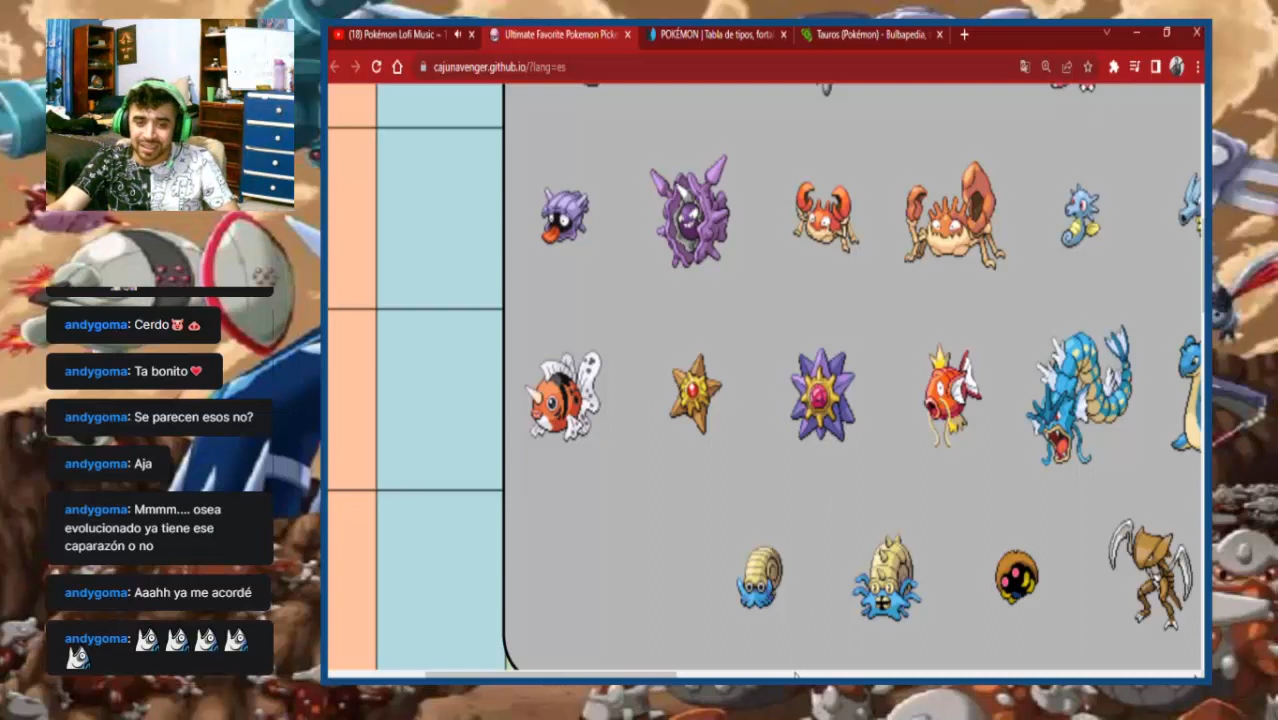 (18) Pokémon Lofi Music ~
Ultimate Favorite Pokemon Pick
POKÉMON | Tabla de tipos, forta
Tauros (Pokémon) - Bulbapedia,
cajunavenger.github.io/?lang=es
andygoma: Cerdo🐷🐽
andygoma: Ta bonito❤
andygoma: Se parecen esos no?
andygoma: Aja
andygoma: Mmmm.... osea
evolucionado ya tiene ese
caparazón o no
andygoma: Aaahh ya me acordé
andygoma: